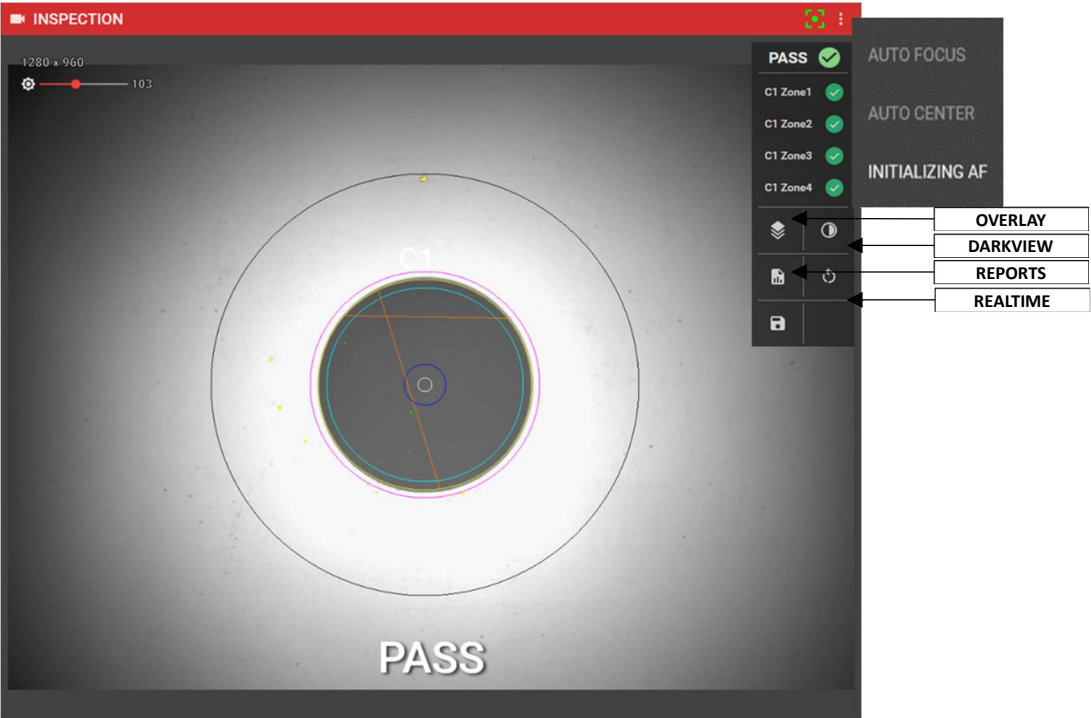 INSPECTION
1280 x 960
103
PASS
C1 Zone1
C1 Zone2
C1 Zone3
C1 Zone4
AUTO FOCUS
AUTO CENTER
INITIALIZING AF
OVERLAY
DARKVIEW
REPORTS
REALTIME
C1
PASS